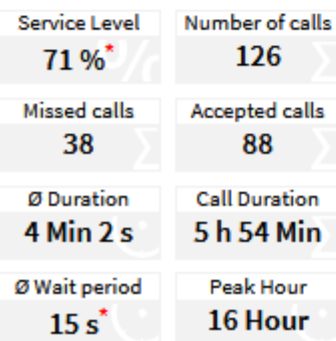 Service Level
71 %*
Number of calls
126
Missed calls
38
Accepted calls
88
Ø Duration
4 Min 2 s
Call Duration
5 h 54 Min
Ø Wait period
15 s*
Peak Hour
16 Hour